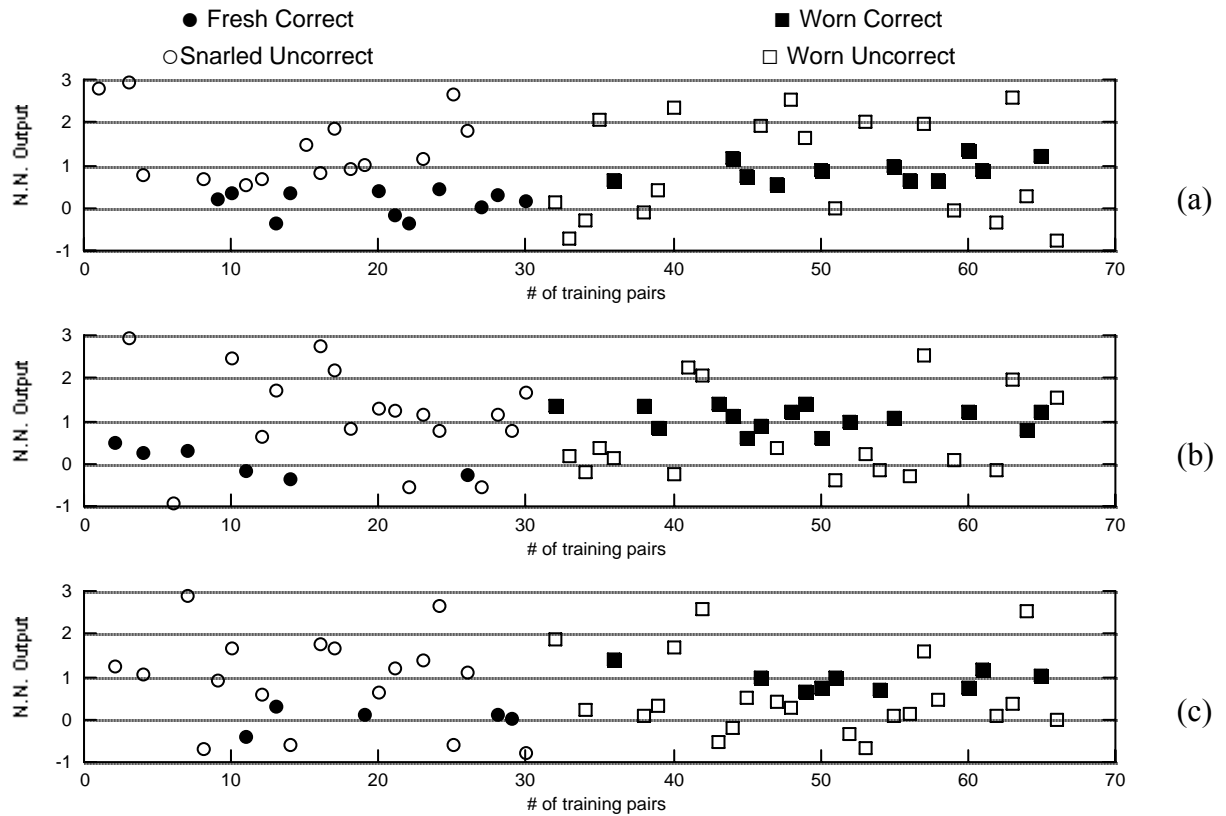 Fresh Correct Worn Correct
Snarled Uncorrect Worn Uncorrect
3
2
1
0
-1
N.N. Output
0 10 20 30 40 50 60 70
# of training pairs
(a)
3
2
1
0
-1
N.N. Output
0 10 20 30 40 50 60 70
# of training pairs
(b)
3
2
1
0
-1
N.N. Output
0 10 20 30 40 50 60 70
# of training pairs
(c)